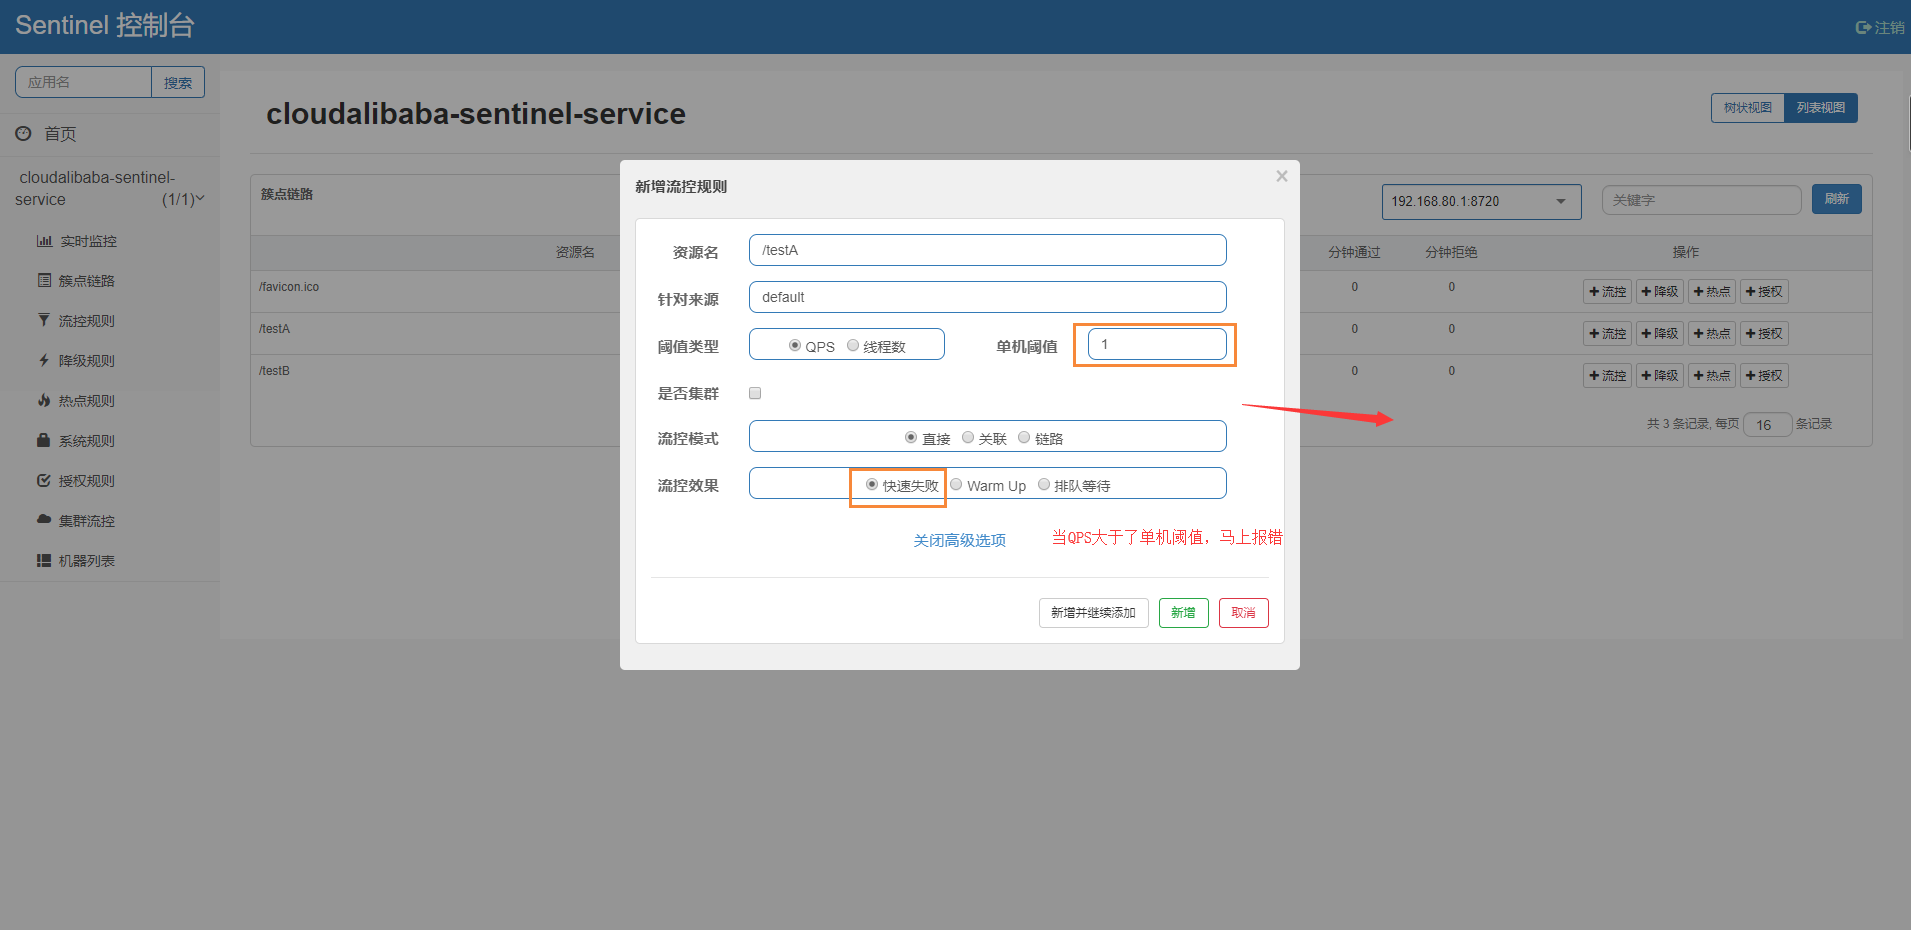 Sentinel 控制台
注销
应用名
搜索
首页
cloudalibaba-sentinel-
service
(1/1)
实时监控
簇点链路
流控规则
降级规则
热点规则
系统规则
授权规则
集群流控
机器列表
cloudalibaba-sentinel-service
树状视图
列表视图
簇点链路
192.168.80.1:8720
关键字
刷新
资源名
分钟通过
分钟拒绝
操作
/favicon.ico
0
0
流控
降级
热点
授权
/testA
0
0
流控
降级
热点
授权
/testB
0
0
流控
降级
热点
授权
共 3 条记录, 每页 16 条记录
新增流控规则
×
资源名
/testA
针对来源
default
阈值类型
QPS
线程数
单机阈值
1
是否集群
流控模式
直接
关联
链路
流控效果
快速失败
Warm Up
排队等待
关闭高级选项
当QPS大于了单机阈值，马上报错
新增并继续添加
新增
取消